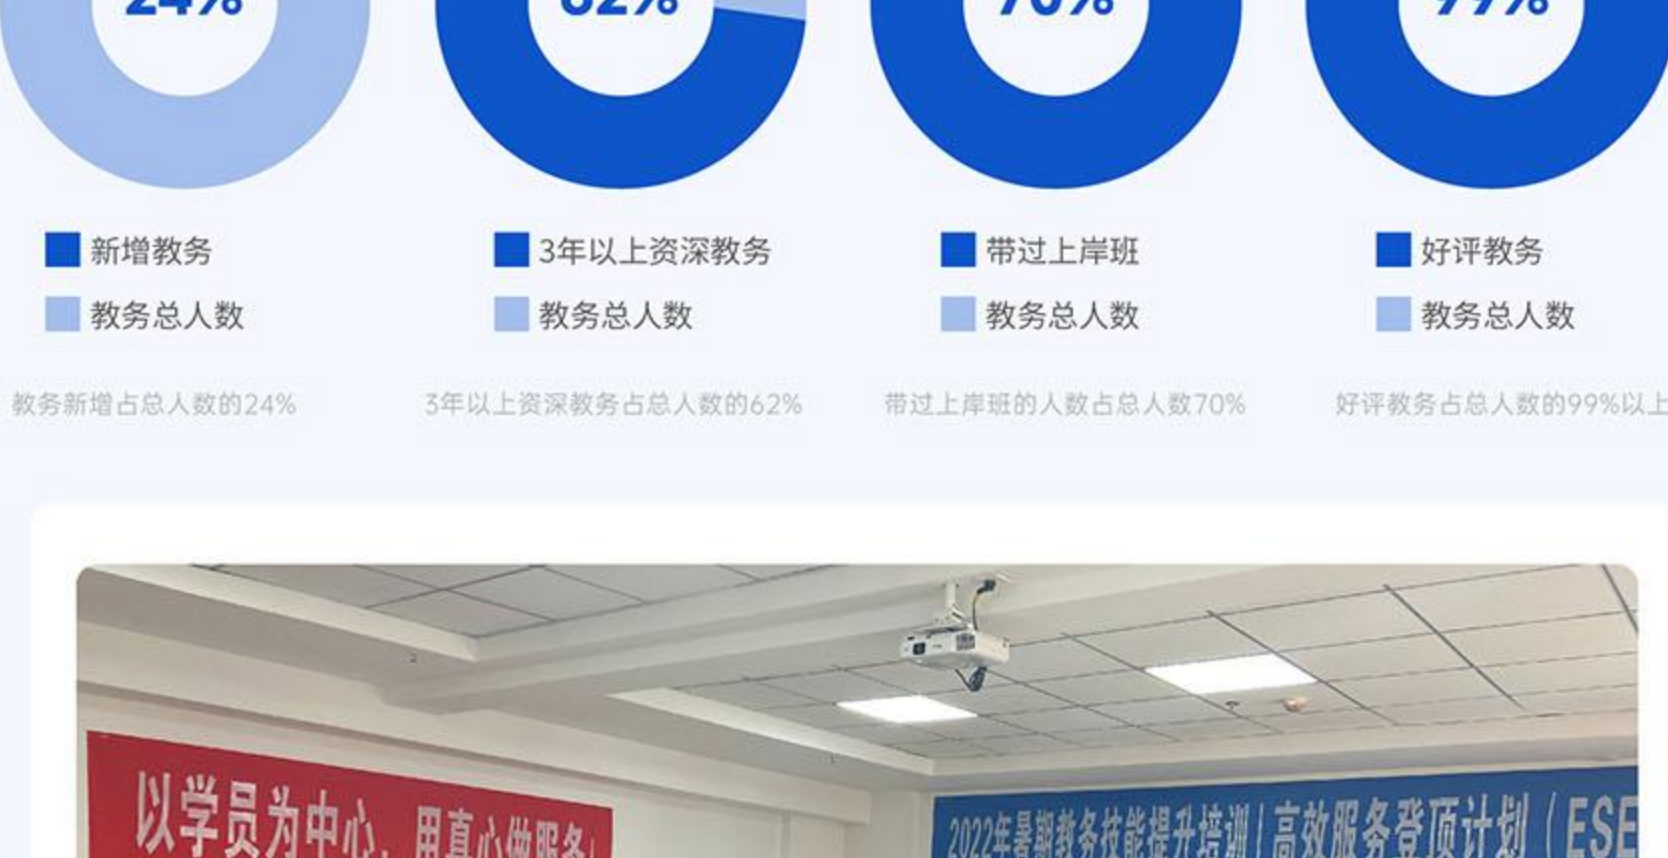 24%
62%
70%
99%
新增教务
教务总人数
3年以上资深教务
教务总人数
带过上岸班
教务总人数
好评教务
教务总人数
教务新增占总人数的24%
3年以上资深教务占总人数的62%
带过上岸班的人数占总人数70%
好评教务占总人数的99%以上
以学员为中心,用真心做服务!
2022年暑期教务技能提升培训|高效服务登顶计划(ESE